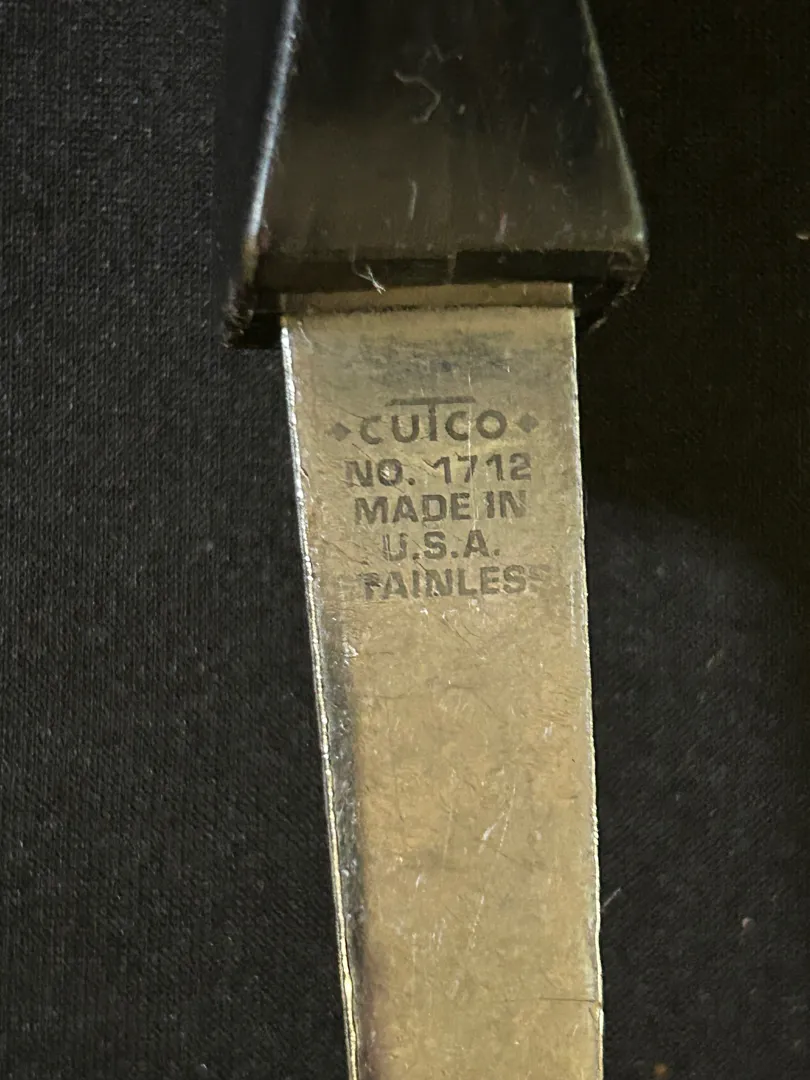 CUTCO
NO. 1712
MADE IN
U.S.A.
STAINLESS